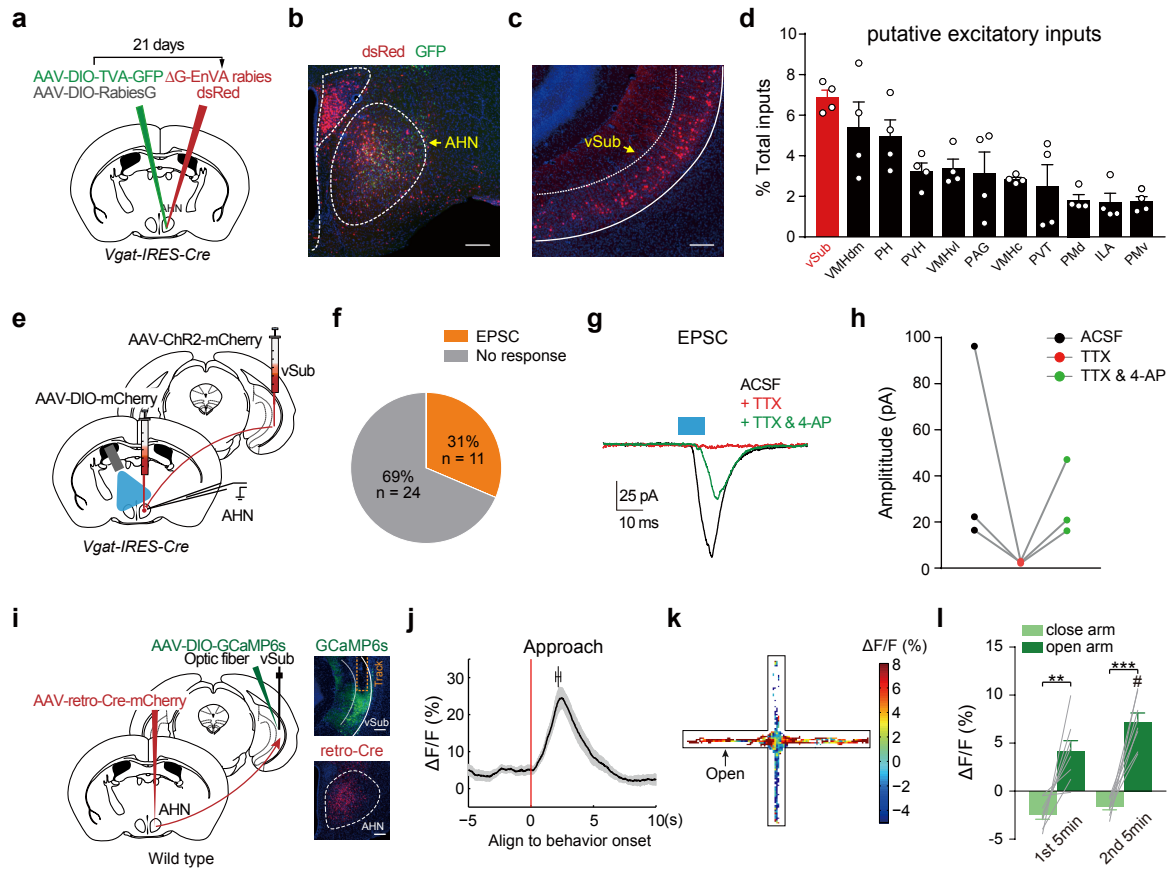 a
21 days
AAV-DIO-TVA-GFP ΔG-EnVA rabies
AAV-DIO-RabiesG dsRed
AHN
Vgat-IRES-Cre
b
dsRed GFP
AHN
c
vSub
d
putative excitatory inputs
% Total inputs
10
8
6
4
2
0
vSub
VMHdm
PH
PVH
VMHvl
PAG
VMHc
PVT
PMd
ILA
PMv
e
AAV-ChR2-mCherry
vSub
AAV-DIO-mCherry
AHN
Vgat-IRES-Cre
f
EPSC
No response
31%
n = 11
69%
n = 24
g
EPSC
ACSF
+ TTX
+ TTX & 4-AP
25 pA
10 ms
h
ACSF
TTX
TTX & 4-AP
Amplititude (pA)
100
80
60
40
20
0
i
AAV-DIO-GCaMP6s
Optic fiber vSub
AAV-retro-Cre-mCherry
AHN
Wild type
GCaMP6s
Track
vSub
retro-Cre
AHN
j
Approach
ΔF/F (%)
30
20
10
0
−5 0 5 10(s)
Align to behavior onset
k
Open
ΔF/F (%)
8
6
4
2
0
−2
−4
l
close arm
open arm
ΔF/F (%)
15
10
5
0
-5
**
***
#
1st 5min
2nd 5min